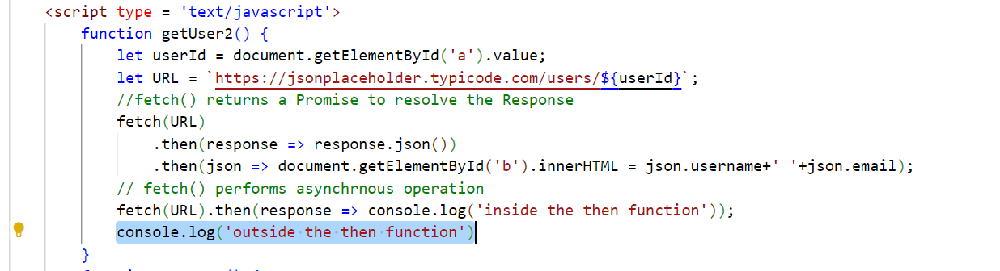 <script type = 'text/javascript'>
function getUser2() {
let userId = document.getElementById('a').value;
let URL = `https://jsonplaceholder.typicode.com/users/${userId}`;
//fetch() returns a Promise to resolve the Response
fetch(URL)
.then(response => response.json())
.then(json => document.getElementById('b').innerHTML = json.username+' '+json.email);
// fetch() performs asynchrnous operation
fetch(URL).then(response => console.log('inside the then function'));
console.log('outside the then function')
}